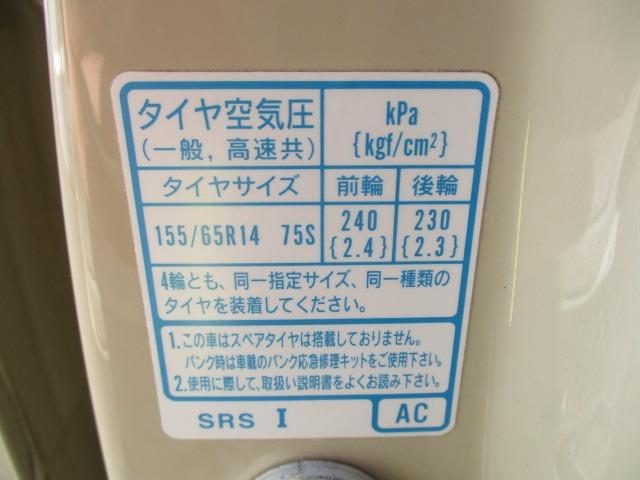 タイヤ空気圧
(一般, 高速共)
kPa
{kgf/cm²}
タイヤサイズ 前輪 後輪
155/65R14 75S 240 230
{2.4} {2.3}
4輪とも、同一指定サイズ、同一種類の
タイヤを装着してください。
1.この車はスペアタイヤは搭載しておりません。
パンク時は車載のパンク応急修理キットをご使用下さい。
2.使用に際して、取扱い説明書をよくお読み下さい。
SRS I AC